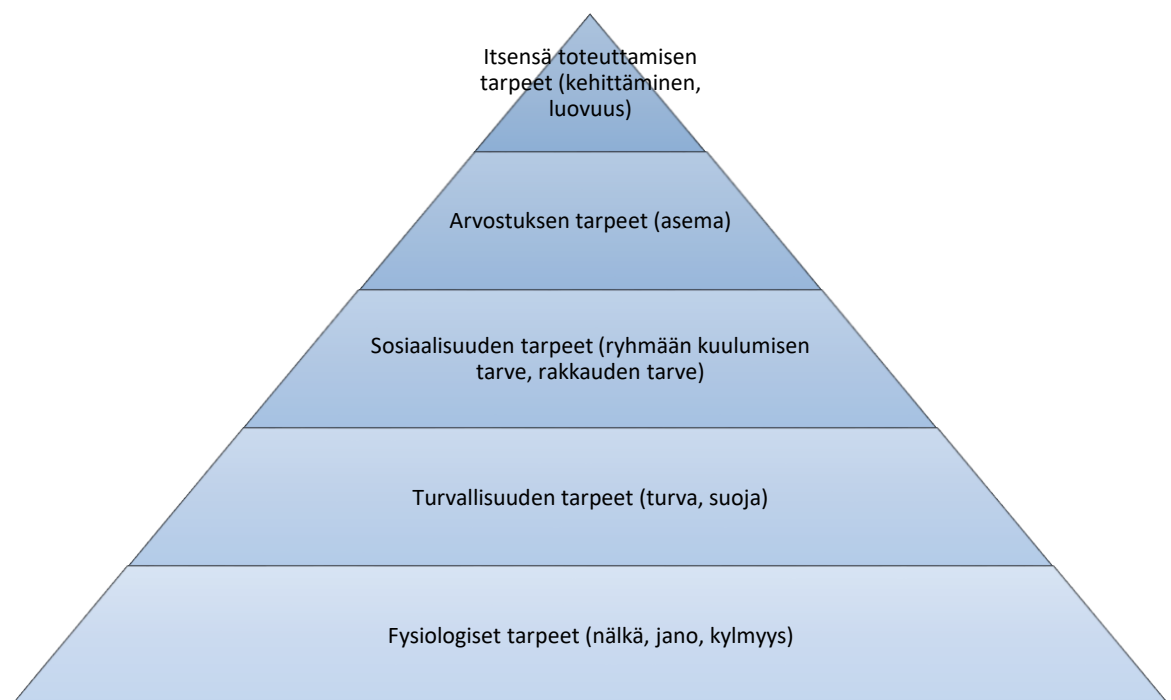 Itsensä toteuttamisen
tarpeet (kehittäminen,
luovuus)
Arvostuksen tarpeet (asema)
Sosiaalisuuden tarpeet (ryhmään kuulumisen
tarve, rakkauden tarve)
Turvallisuuden tarpeet (turva, suoja)
Fysiologiset tarpeet (nälkä, jano, kylmyys)